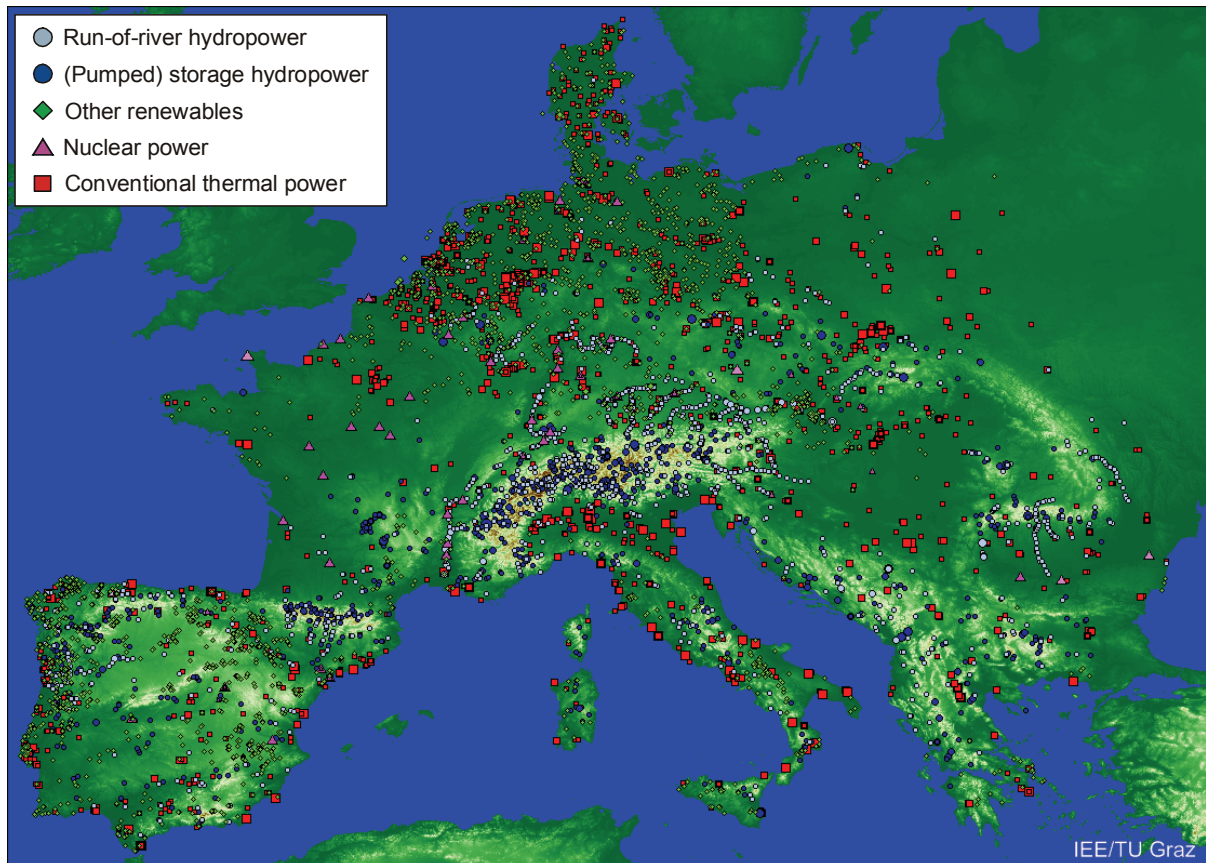 Run-of-river hydropower
(Pumped) storage hydropower
Other renewables
Nuclear power
Conventional thermal power
IEE/TU Graz